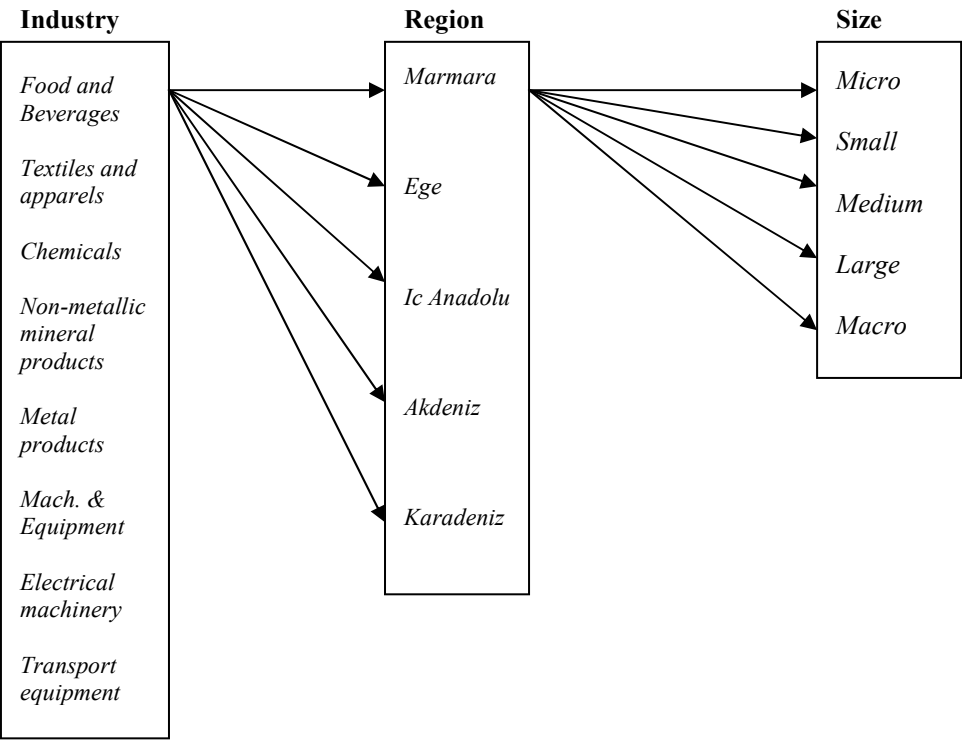 Industry
Food and
Beverages
Textiles and
apparels
Chemicals
Non-metallic
mineral
products
Metal
products
Mach. &
Equipment
Electrical
machinery
Transport
equipment
Region
Marmara
Ege
Ic Anadolu
Akdeniz
Karadeniz
Size
Micro
Small
Medium
Large
Macro